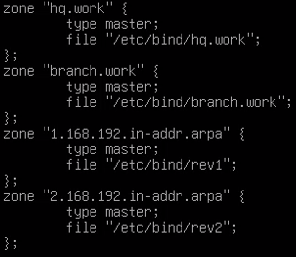 zone "hq.work" {
        type master;
        file "/etc/bind/hq.work";
};
zone "branch.work" {
        type master;
        file "/etc/bind/branch.work";
};
zone "1.168.192.in-addr.arpa" {
        type master;
        file "/etc/bind/rev1";
};
zone "2.168.192.in-addr.arpa" {
        type master;
        file "/etc/bind/rev2";
};